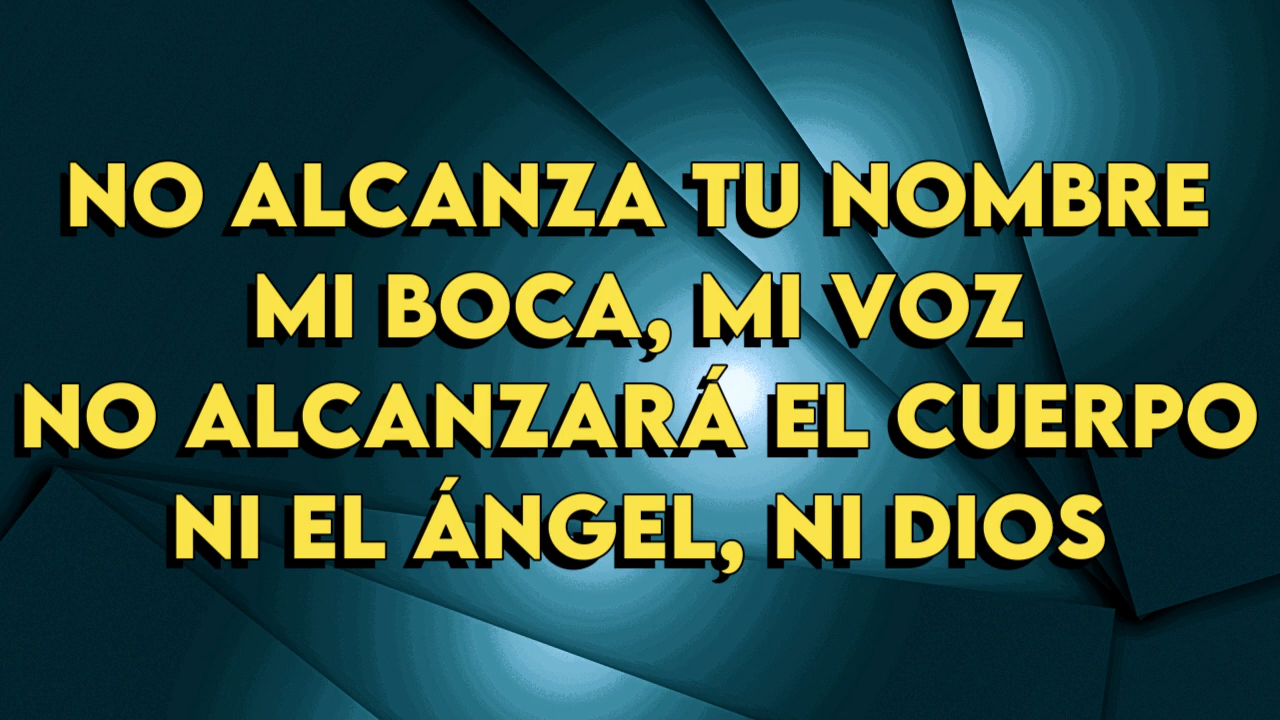 NO ALCANZA TU NOMBRE
MI BOCA, MI VOZ
NO ALCANZARÁ EL CUERPO
NI EL ÁNGEL, NI DIOS